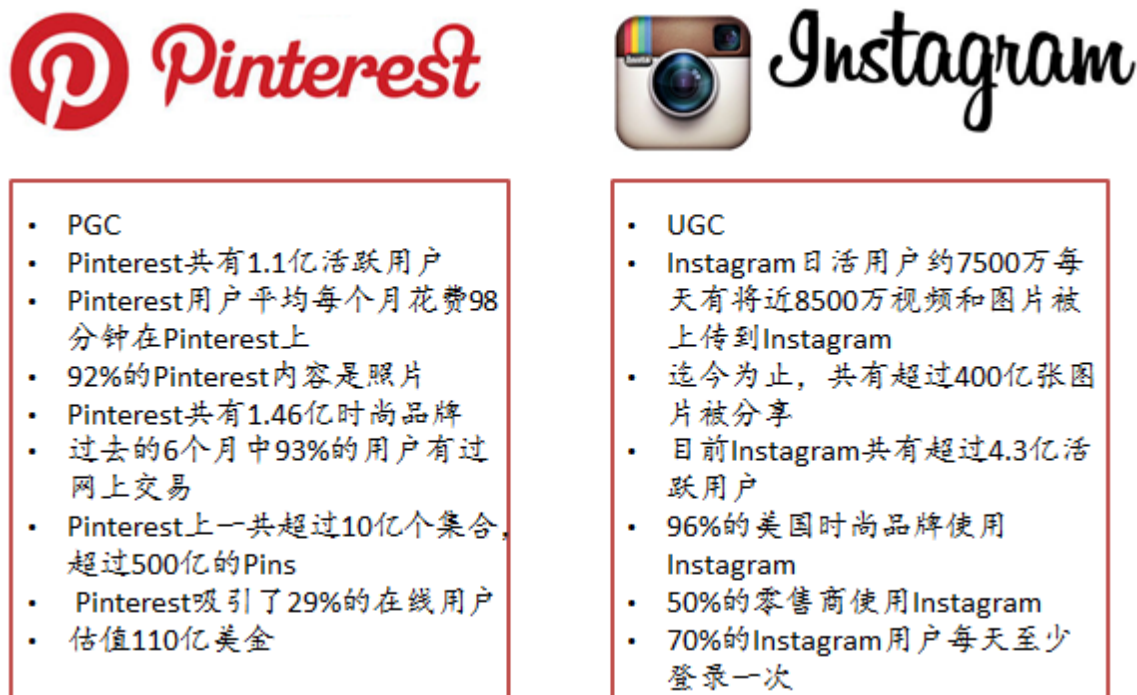 Pinterest
Instagram
• PGC
• Pinterest共有1.1亿活跃用户
• Pinterest用户平均每个月花费98
分钟在Pinterest上
• 92%的Pinterest内容是照片
• Pinterest共有1.46亿时尚品牌
• 过去的6个月中93%的用户有过
网上交易
• Pinterest上一共超过10亿个集合，
超过500亿的Pins
• Pinterest吸引了29%的在线用户
• 估值110亿美金
• UGC
• Instagram日活用户约7500万每
天有将近8500万视频和图片被
上传到Instagram
• 迄今为止，共有超过400亿张图
片被分享
• 目前Instagram共有超过4.3亿活
跃用户
• 96%的美国时尚品牌使用
Instagram
• 50%的零售商使用Instagram
• 70%的Instagram用户每天至少
登录一次